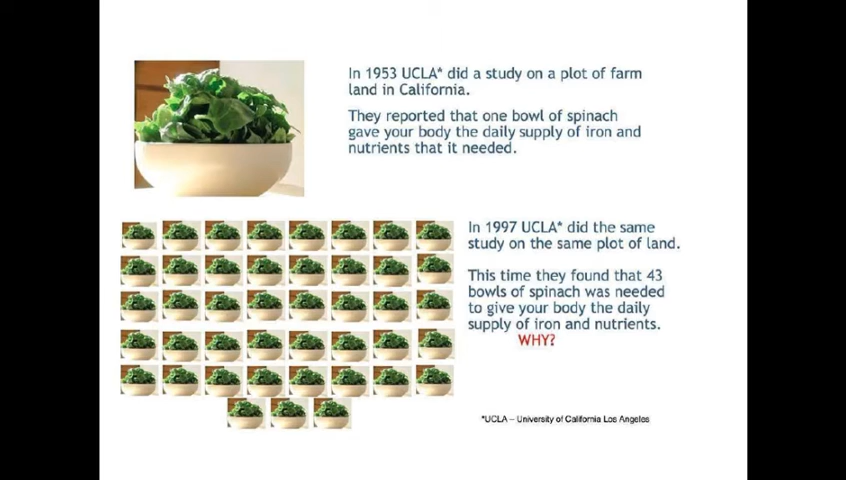 In 1953 UCLA* did a study on a plot of farm
land in California.
They reported that one bowl of spinach
gave your body the daily supply of iron and
nutrients that it needed.
In 1997 UCLA* did the same
study on the same plot of land.
This time they found that 43
bowls of spinach was needed
to give your body the daily
supply of iron and nutrients.
WHY?
*UCLA – University of California Los Angeles